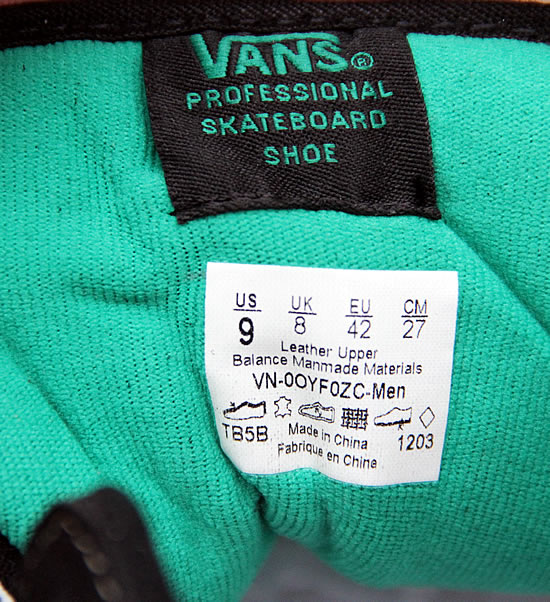 VANS®
PROFESSIONAL
SKATEBOARD
SHOE
US UK EU CM
9 8 42 27
Leather Upper
Balance Manmade Materials
VN-0OYF0ZC-Men
TB5B Made in China 1203
Fabrique en Chine